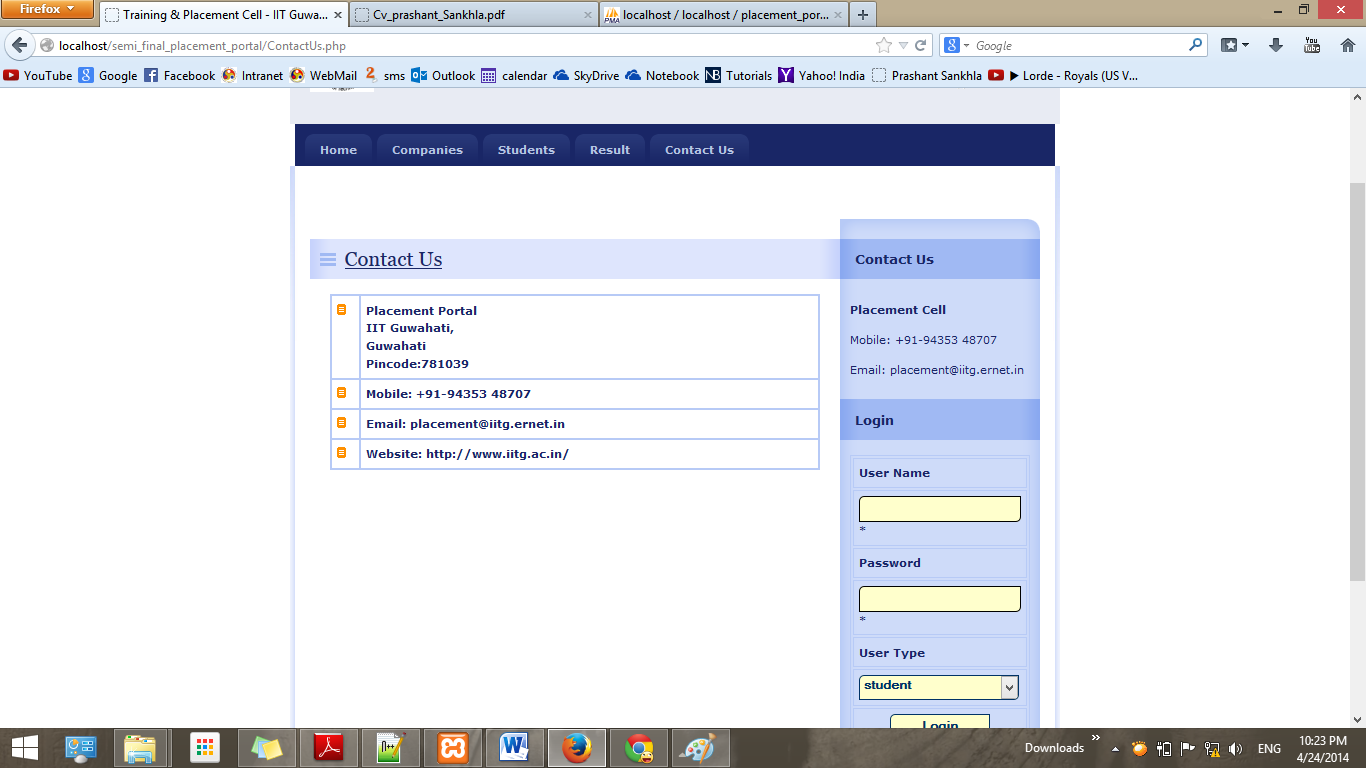 Firefox
Training & Placement Cell - IIT Guwa...
Cv_prashant_Sankhla.pdf
PMA
localhost / localhost / placement_por...
localhost/semi_final_placement_portal/ContactUs.php
Google
YouTube
Google
Facebook
Intranet
WebMail
sms
Outlook
calendar
SkyDrive
Notebook
Tutorials
Yahoo! India
Prashant Sankhla
▶ Lorde - Royals (US V...
Home
Companies
Students
Result
Contact Us
Contact Us
Placement Portal
IIT Guwahati,
Guwahati
Pincode:781039
Mobile: +91-94353 48707
Email: placement@iitg.ernet.in
Website: http://www.iitg.ac.in/
Contact Us
Placement Cell
Mobile: +91-94353 48707
Email: placement@iitg.ernet.in
Login
User Name
*
Password
*
User Type
student
Login
Downloads
»
ENG
10:23 PM
4/24/2014